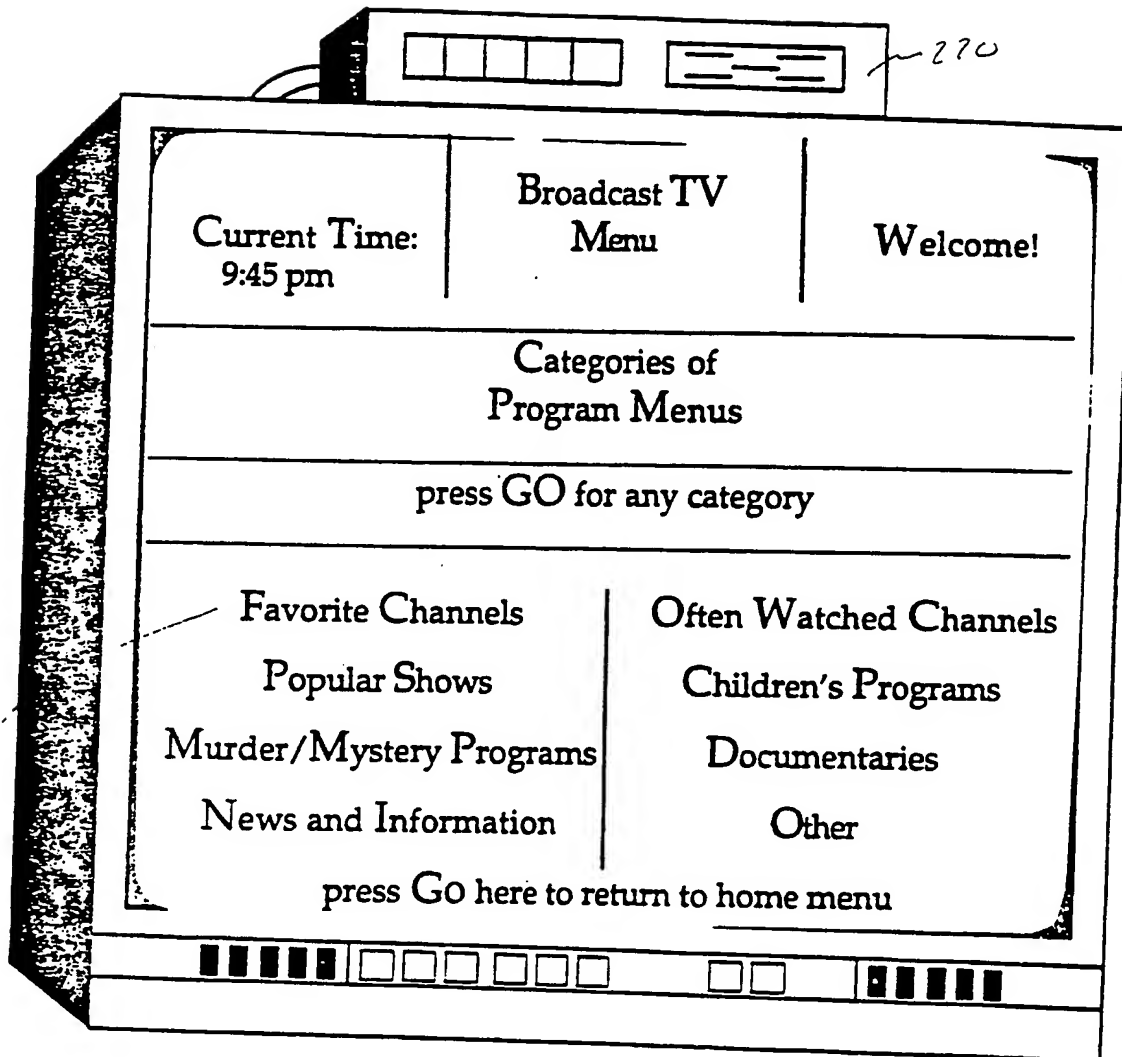 220
Broadcast TV
Menu
Current Time:
9:45 pm
Welcome!
Categories of
Program Menus
press GO for any category
Favorite Channels
Often Watched Channels
Popular Shows
Children's Programs
Murder/Mystery Programs
Documentaries
News and Information
Other
press GO here to return to home menu